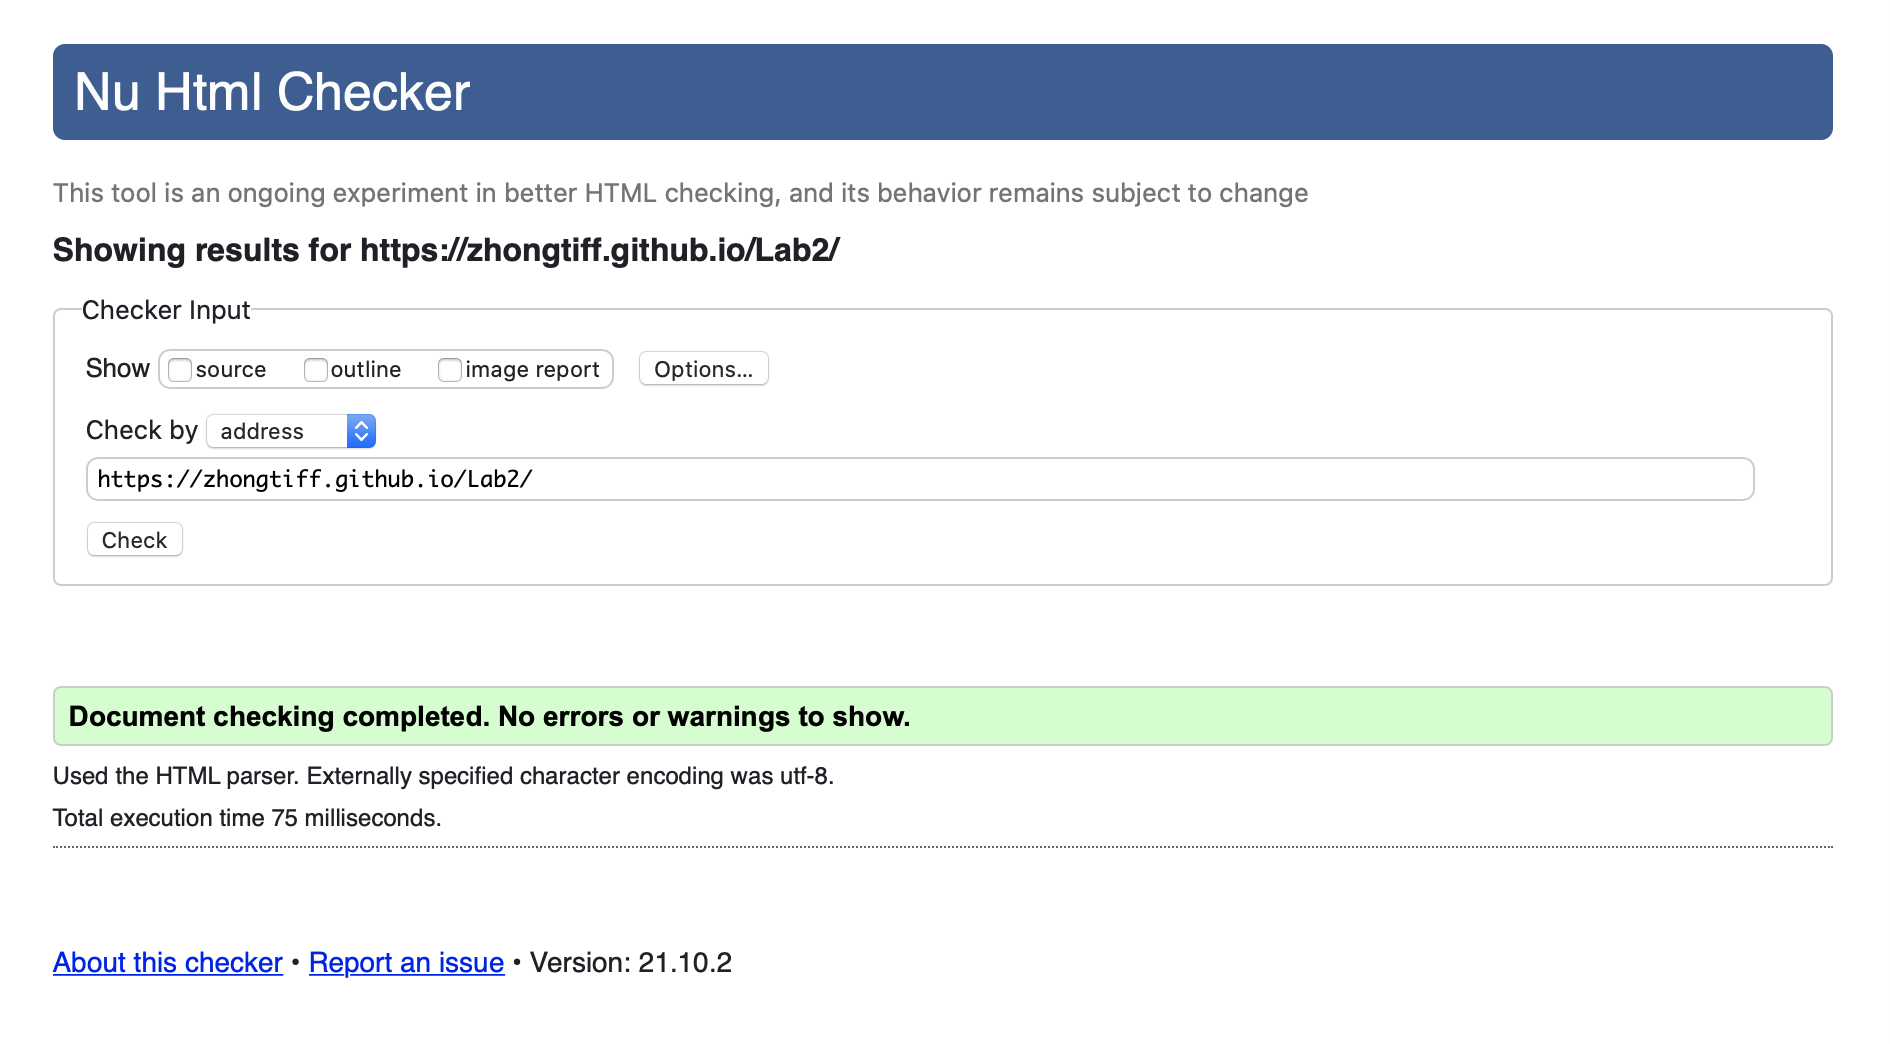 Nu Html Checker
This tool is an ongoing experiment in better HTML checking, and its behavior remains subject to change
Showing results for https://zhongtiff.github.io/Lab2/
Checker Input
Show source outline image report Options...
Check by address
https://zhongtiff.github.io/Lab2/
Check
Document checking completed. No errors or warnings to show.
Used the HTML parser. Externally specified character encoding was utf-8.
Total execution time 75 milliseconds.
About this checker • Report an issue • Version: 21.10.2